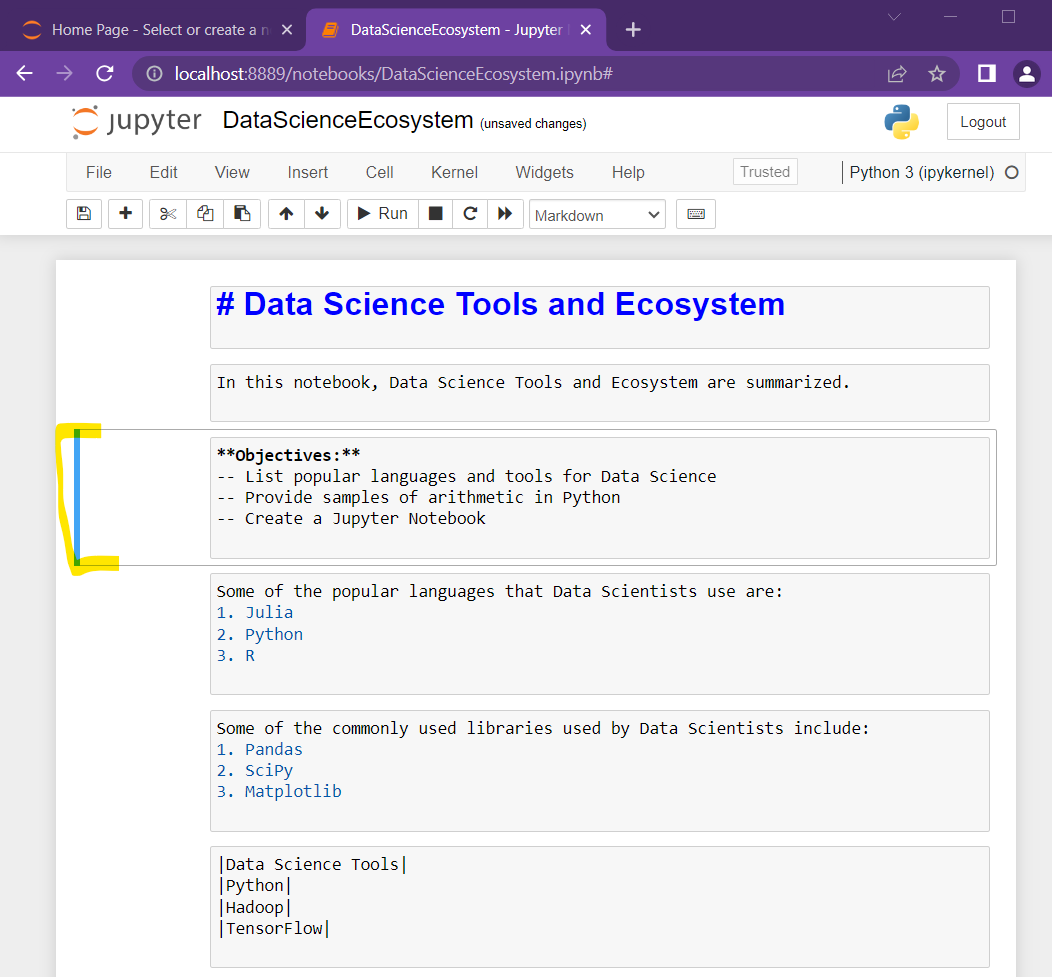 Home Page - Select or create a n
DataScienceEcosystem - Jupyter
localhost:8889/notebooks/DataScienceEcosystem.ipynb#
jupyter DataScienceEcosystem (unsaved changes)
Logout
File Edit View Insert Cell Kernel Widgets Help
Trusted
Python 3 (ipykernel)
Run
Markdown
# Data Science Tools and Ecosystem
In this notebook, Data Science Tools and Ecosystem are summarized.
**Objectives:**
-- List popular languages and tools for Data Science
-- Provide samples of arithmetic in Python
-- Create a Jupyter Notebook
Some of the popular languages that Data Scientists use are:
1. Julia
2. Python
3. R
Some of the commonly used libraries used by Data Scientists include:
1. Pandas
2. SciPy
3. Matplotlib
|Data Science Tools|
|Python|
|Hadoop|
|TensorFlow|